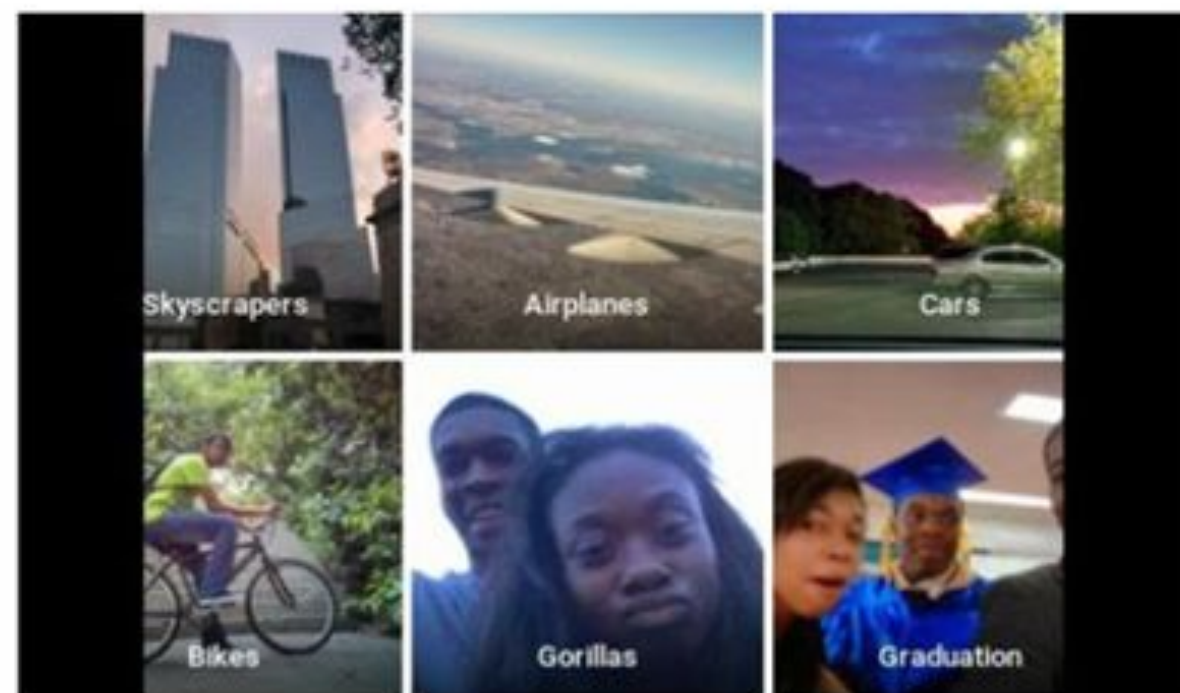 Skyscrapers
Airplanes
Cars
Bikes
Gorillas
Graduation